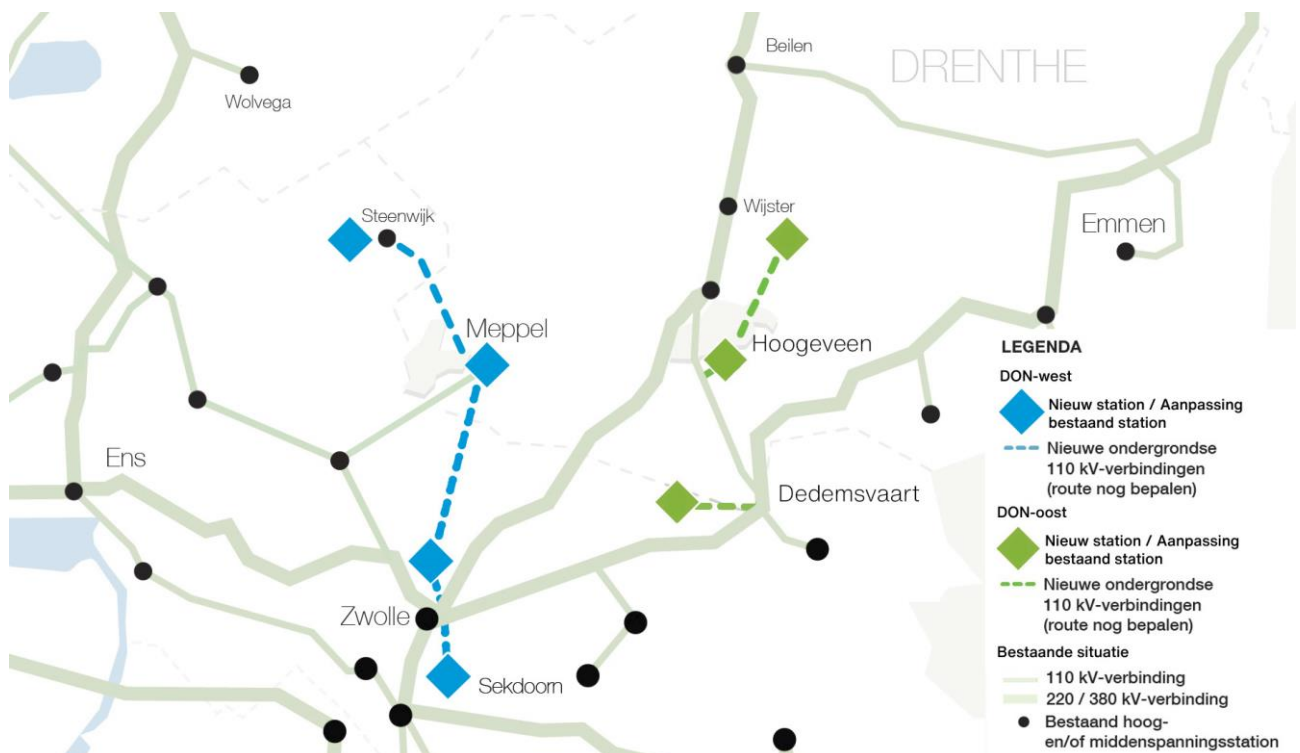 Beilen
DRENTHE
Wolvega
Steenwijk
Wijster
Emmen
Meppel
Hoogeveen
Ens
Dedemsvaart
Zwolle
Sekdoorn
LEGENDA
DON-west
Nieuw station / Aanpassing
bestaand station
Nieuwe ondergrondse
110 kV-verbindingen
(route nog bepalen)
DON-oost
Nieuw station / Aanpassing
bestaand station
Nieuwe ondergrondse
110 kV-verbindingen
(route nog bepalen)
Bestaande situatie
110 kV-verbinding
220 / 380 kV-verbinding
Bestaand hoog-
en/of middenspanningsstation